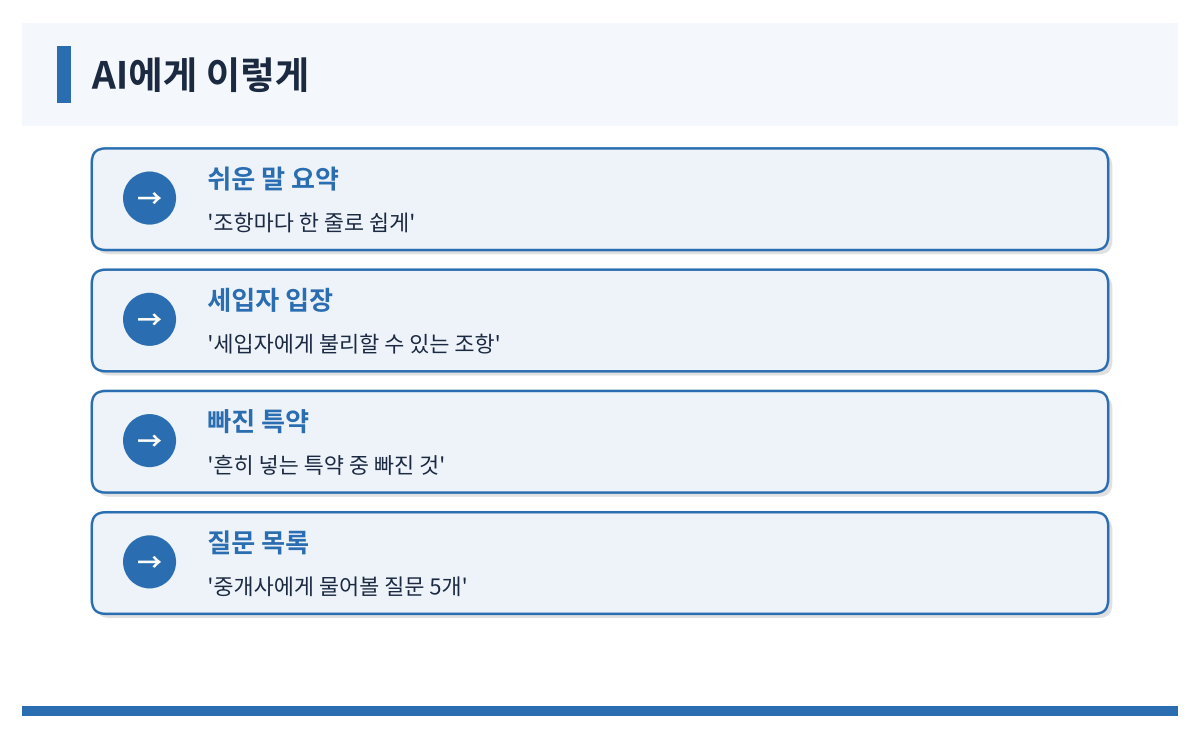 AI에게 이렇게
쉬운 말 요약
'조항마다 한 줄로 쉽게'
세입자 입장
'세입자에게 불리할 수 있는 조항'
빠진 특약
'흔히 넣는 특약 중 빠진 것'
질문 목록
'중개사에게 물어볼 질문 5개'